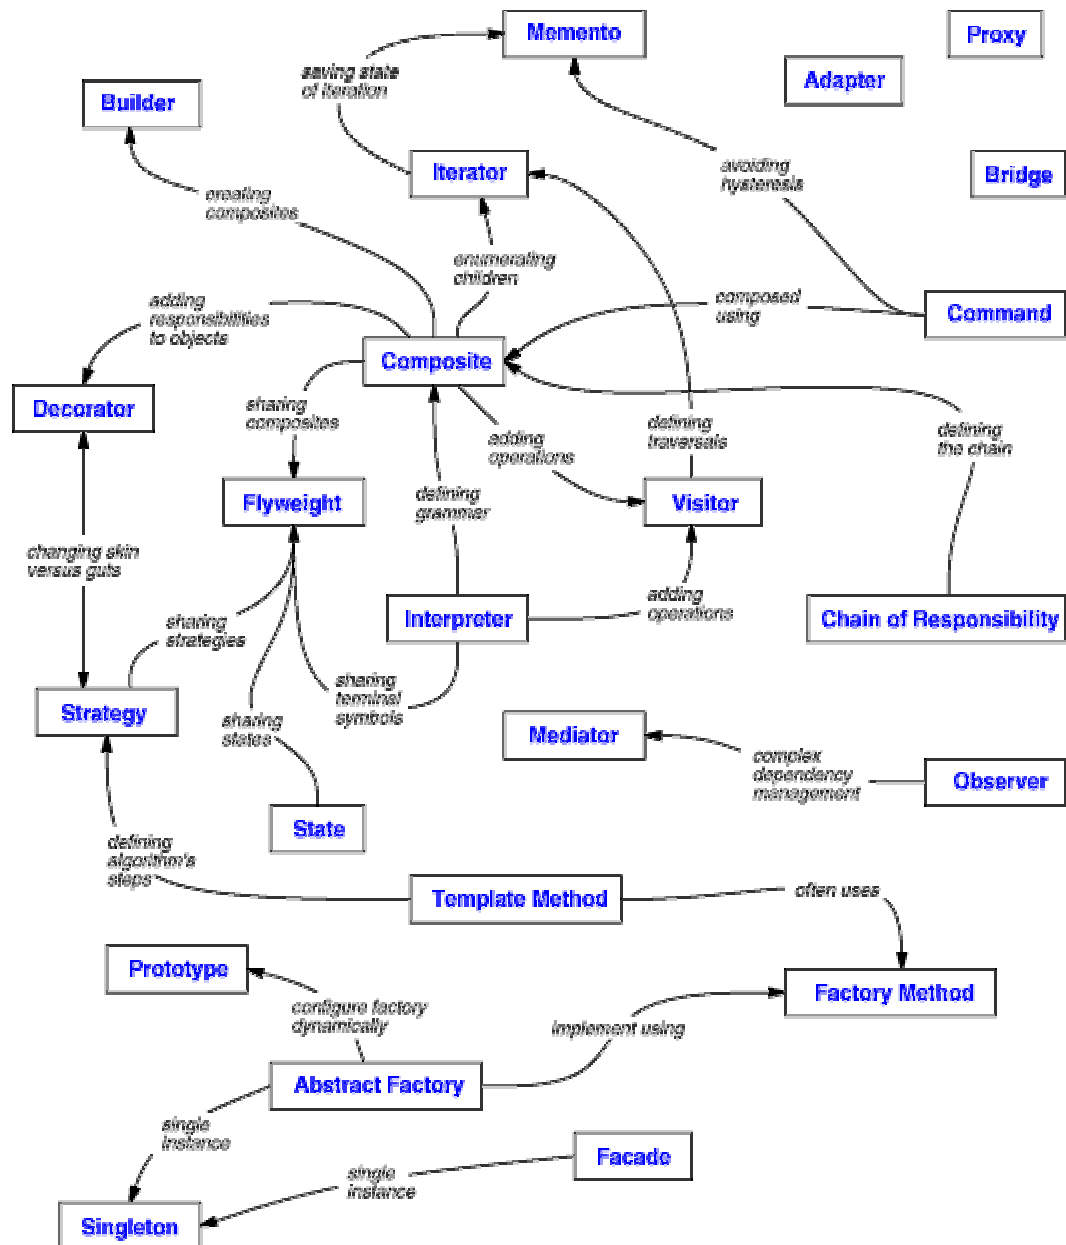 Memento
Proxy
Adapter
saving state
of iteration
Builder
Iterator
avoiding
hysteresis
Bridge
creating
composites
enumerating
children
adding
responsibilities
to objects
composed
using
Command
Composite
Decorator
sharing
composites
adding
operations
defining
traversals
defining
the chain
Flyweight
defining
grammar
Visitor
changing skin
versus guts
sharing
strategies
Interpreter
adding
operations
Chain of Responsibility
sharing
terminal
symbols
Strategy
sharing
states
Mediator
complex
dependency
management
Observer
State
defining
algorithm's
steps
Template Method
often uses
Prototype
Factory Method
configure factory
dynamically
implement using
Abstract Factory
single
instance
Facade
single
instance
Singleton